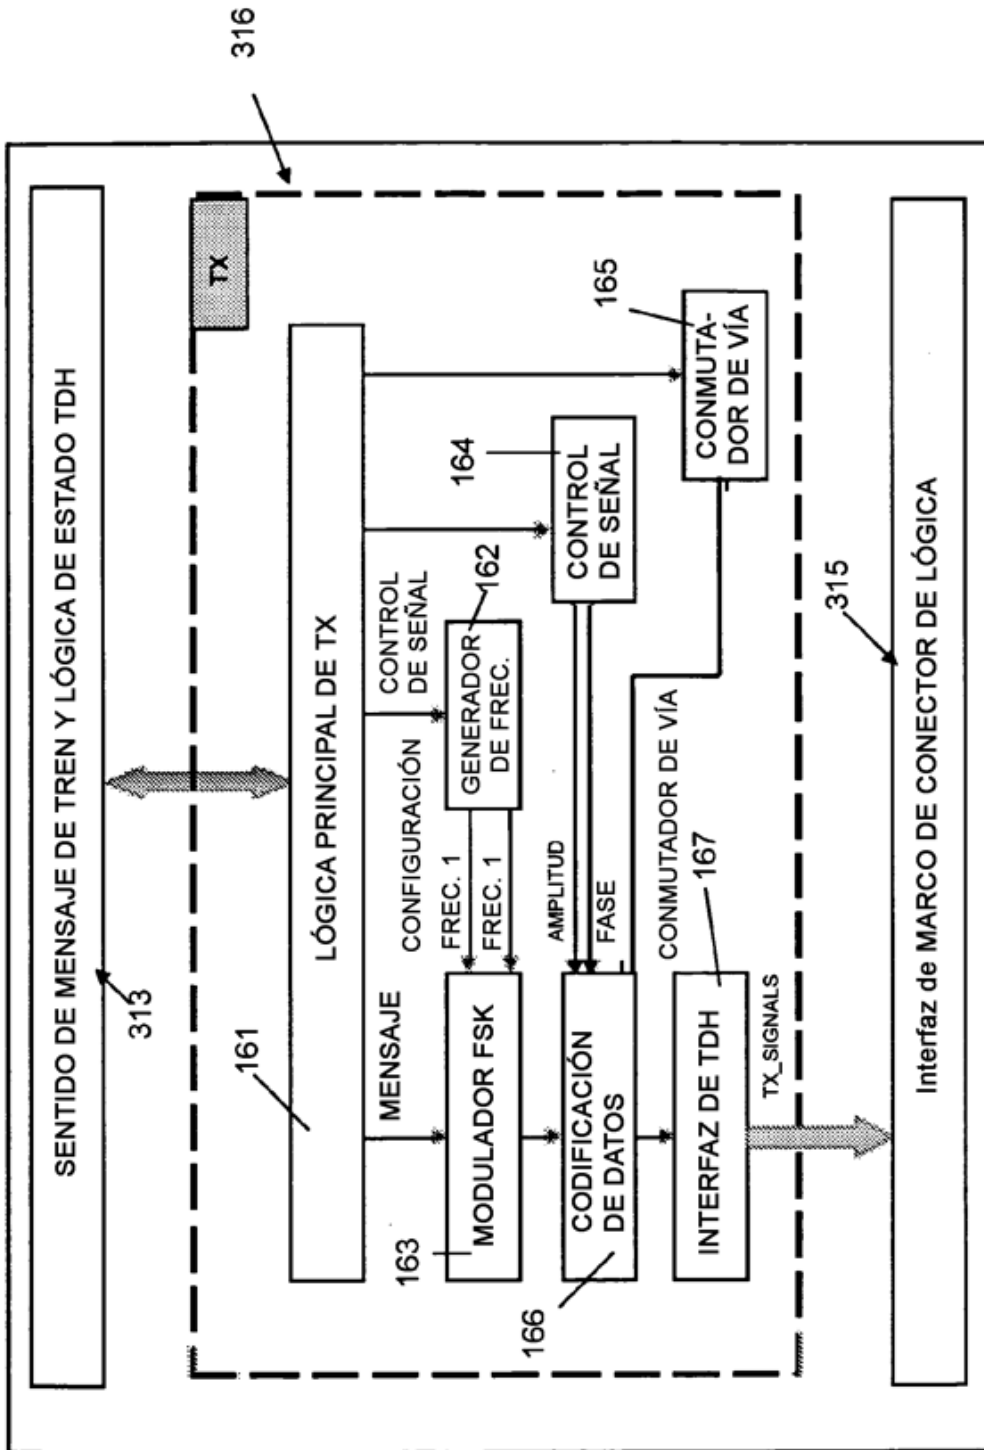 316
SENTIDO DE MENSAJE DE TREN Y LÓGICA DE ESTADO TDH
313
TX
161
LÓGICA PRINCIPAL DE TX
MENSAJE
CONFIGURACIÓN
CONTROL
DE SEÑAL
163
MODULADOR FSK
FREC. 1
FREC. 1
GENERADOR
DE FREC.
162
164
CONTROL
DE SEÑAL
165
CONMUTA-
DOR DE VÍA
166
CODIFICACIÓN
DE DATOS
AMPLITUD
FASE
CONMUTADOR DE VÍA
INTERFAZ DE TDH
167
TX_SIGNALS
315
Interfaz de MARCO DE CONECTOR DE LÓGICA